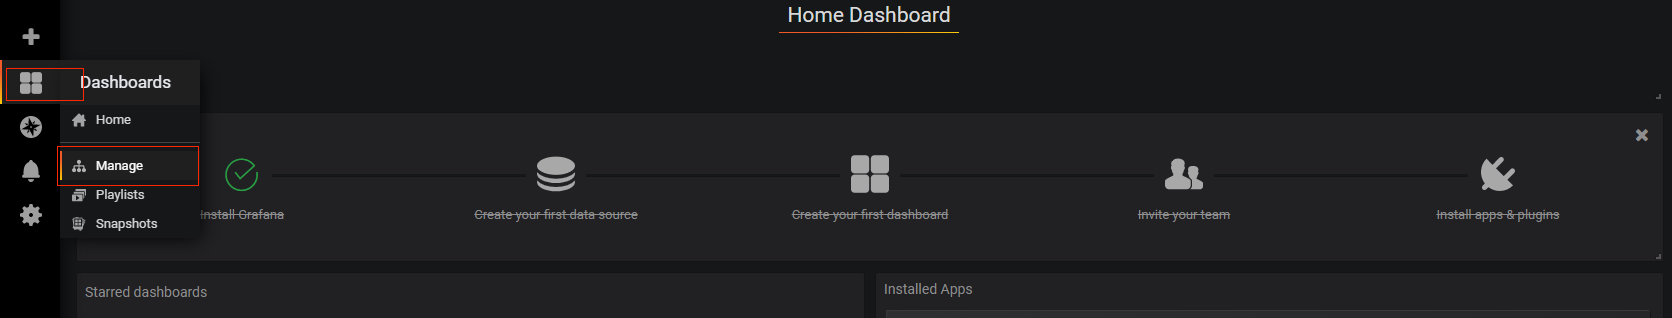 Home Dashboard
Dashboards
Home
Manage
Playlists
Snapshots
Install Grafana
Create your first data source
Create your first dashboard
Invite your team
Install apps & plugins
Starred dashboards
Installed Apps